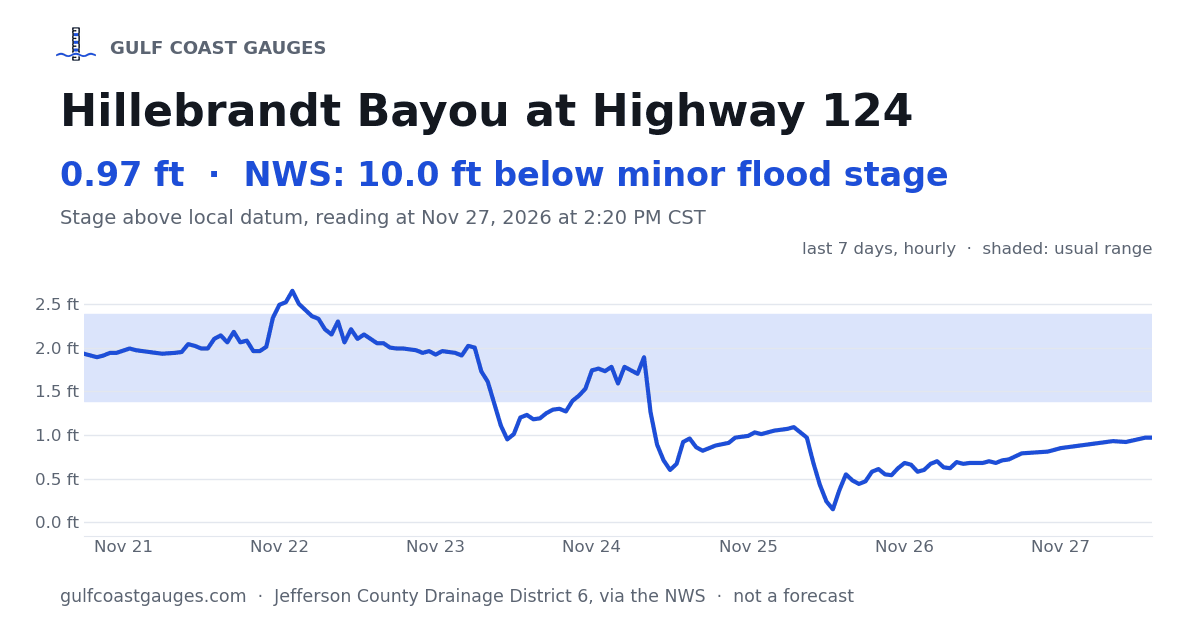 GULF COAST GAUGES
Hillebrandt Bayou at Highway 124
0.97 ft · NWS: 10.0 ft below minor flood stage
Stage above local datum, reading at Nov 27, 2026 at 2:20 PM CST
last 7 days, hourly · shaded: usual range
2.5 ft
2.0 ft
1.5 ft
1.0 ft
0.5 ft
0.0 ft
Nov 21 Nov 22 Nov 23 Nov 24 Nov 25 Nov 26 Nov 27
gulfcoastgauges.com · Jefferson County Drainage District 6, via the NWS · not a forecast